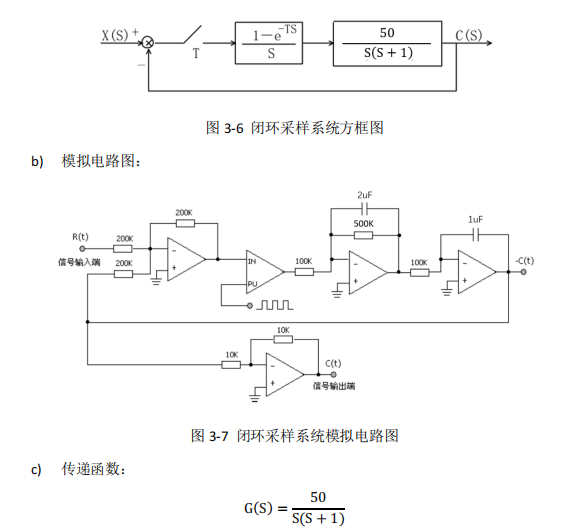 X(S) + 1−e^−TS 50 C(S)
− T S S(S + 1)
图 3-6 闭环采样系统方框图
b) 模拟电路图：
2uF
200K 500K 1uF
R(t) 200K
信号输入端 200K IN 100K 100K -C(t)
PU
10K
10K C(t)
信号输出端
图 3-7 闭环采样系统模拟电路图
c) 传递函数：
G(S) = 50
S(S + 1)